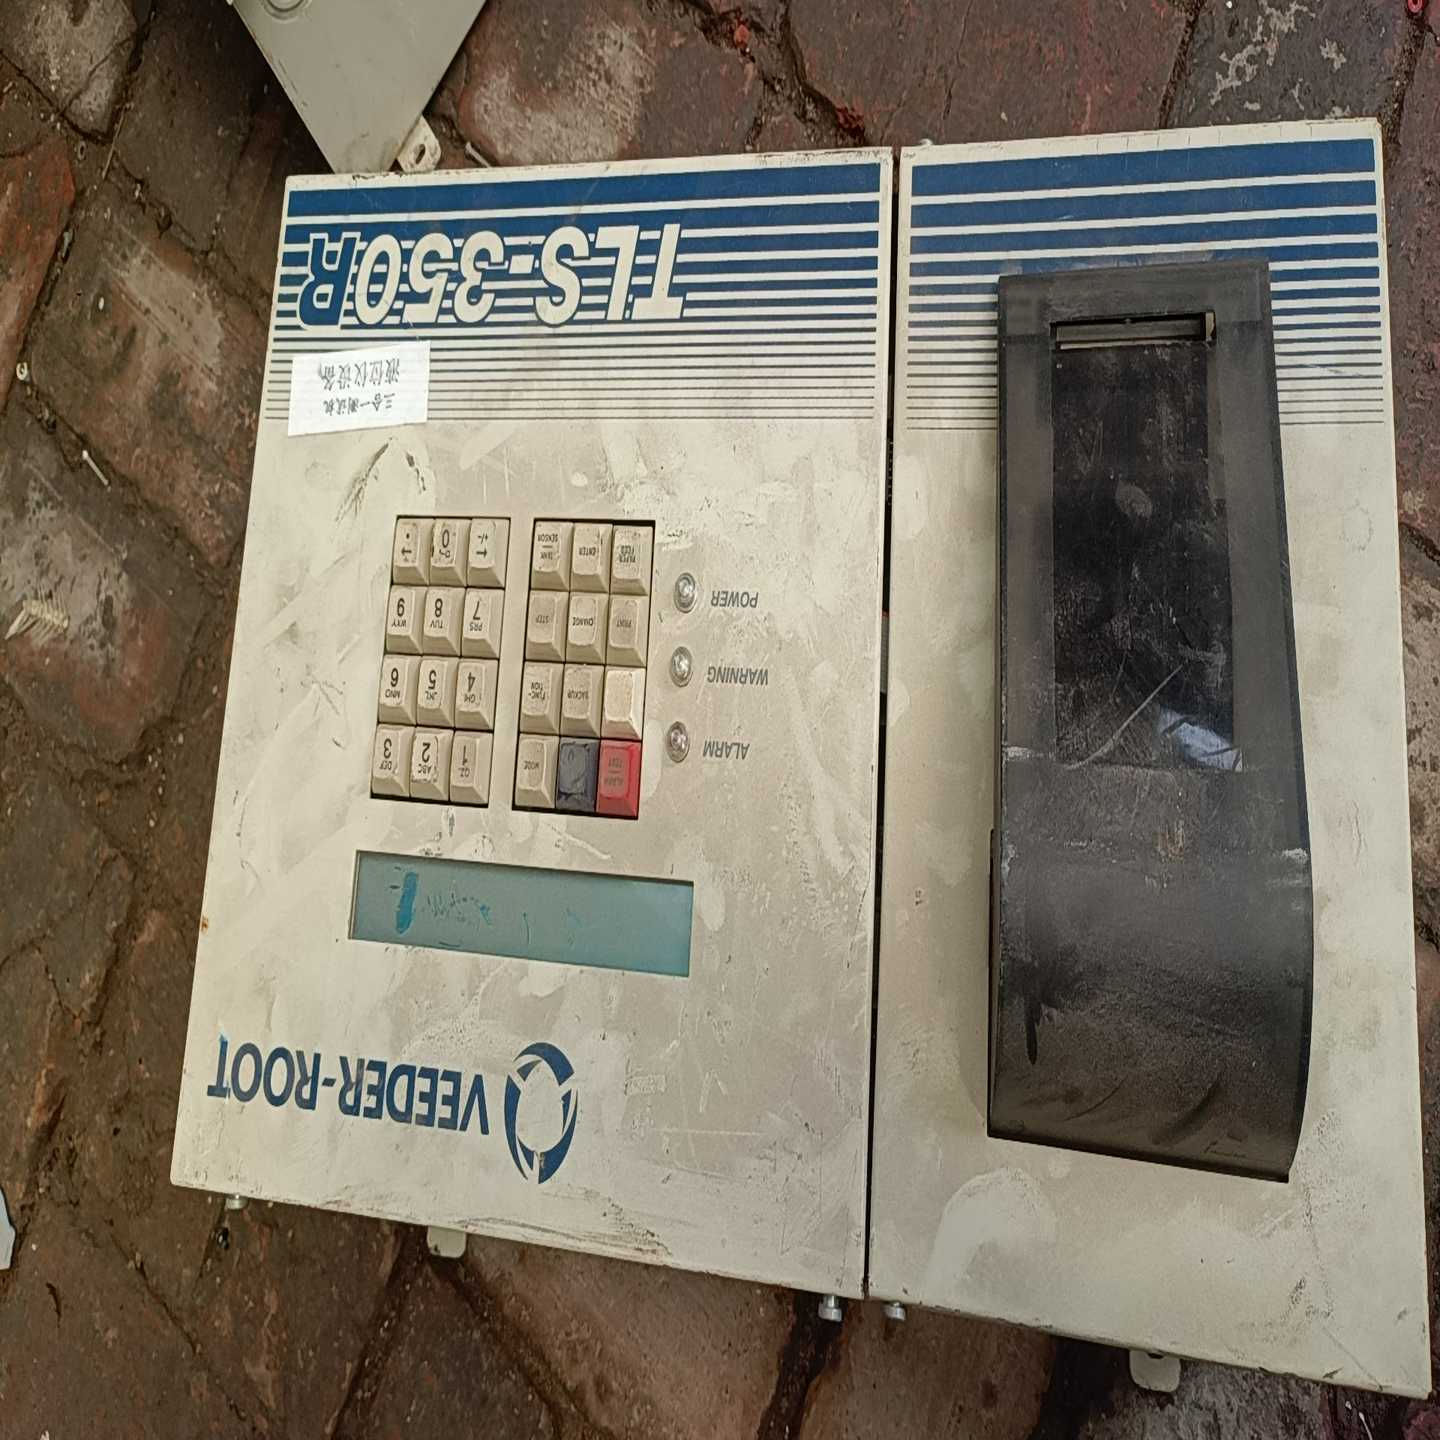 VEEDER-ROOT
ALARM
WARNING
POWER
ALARM
TEST
MODE
BACKUP
FUNC-
TION
PRINT
CHANGE
STEP
PAPER
FEED
ENTER
TANK
SENSOR
QZ.
1
ABC
2
DEF
3
GHI
4
JKL
5
MNO
6
PRS
7
TUV
8
WXY
9
+/-
←
0
→
三合一测试机
液位仪设备
TLS-350R